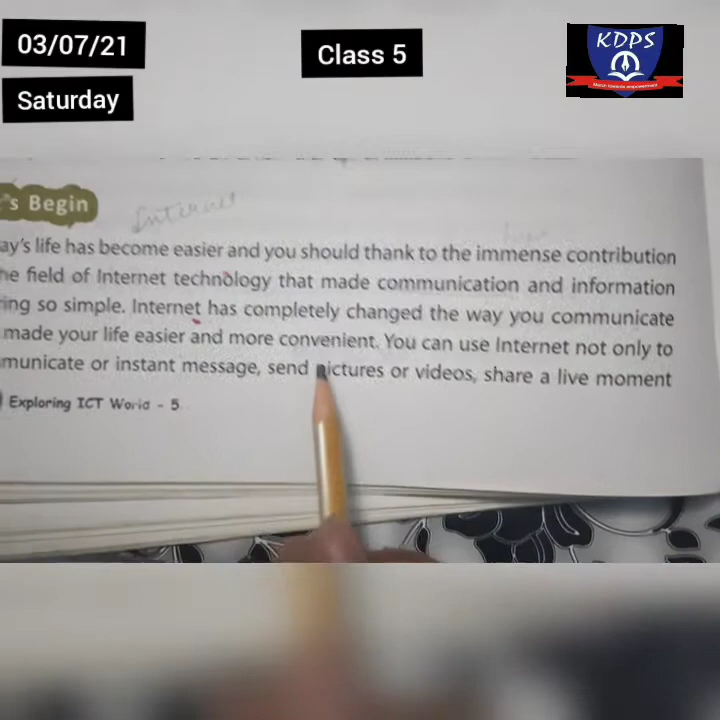 03/07/21
Class 5
KDPS
Saturday
's Begin
Internet
ay's life has become easier and you should thank to the immense contribution
he field of Internet technology that made communication and information
ring so simple. Internet has completely changed the way you communicate
made your life easier and more convenient. You can use Internet not only to
municate or instant message, send pictures or videos, share a live moment
Exploring ICT World - 5